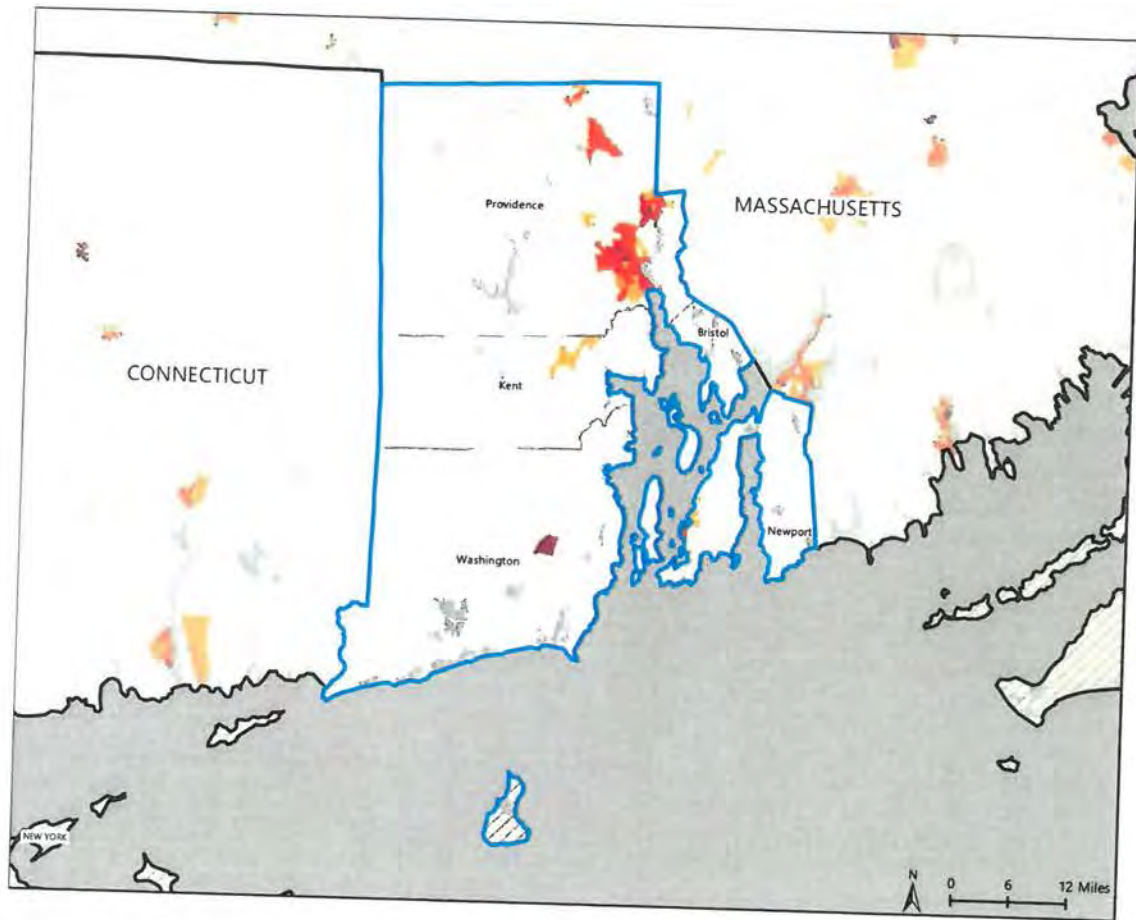 Providence
MASSACHUSETTS
Bristol
CONNECTICUT
Kent
Newport
Washington
NEW YORK
N
0 6 12 Miles